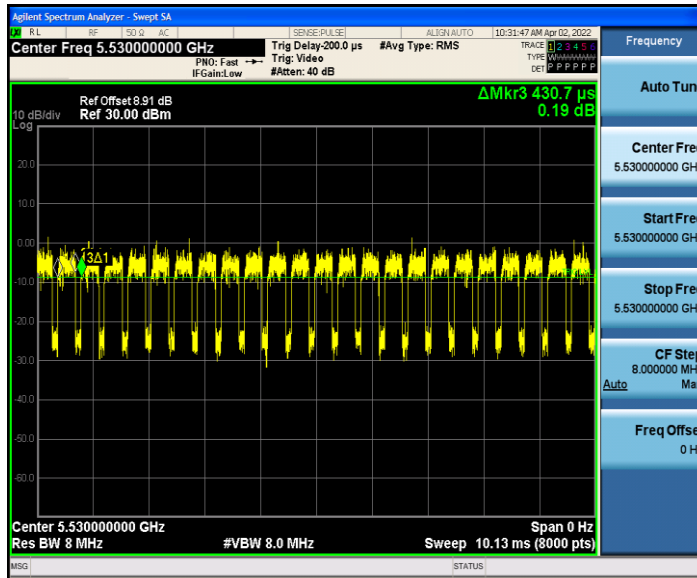 Agilent Spectrum Analyzer - Swept SA
RL RF 50 Ω AC SENSE:PULSE ALIGN AUTO 10:31:47 AM Apr 02, 2022
Center Freq 5.530000000 GHz Trig Delay-200.0 µs #Avg Type: RMS TRACE 1 2 3 4 5 6
PNO: Fast Trig: Video TYPE W
IFGain:Low #Atten: 40 dB DET P P P P P P
ΔMkr3 430.7 µs
0.19 dB
Ref Offset 8.91 dB
10 dB/div Ref 30.00 dBm
Log
20.0
10.0
0.00
-10.0
-20.0
-30.0
-40.0
-50.0
-60.0
3Δ1
Center 5.530000000 GHz Span 0 Hz
Res BW 8 MHz #VBW 8.0 MHz Sweep 10.13 ms (8000 pts)
MSG STATUS
Frequency
Auto Tun
Center Fre
5.530000000 GH
Start Fre
5.530000000 GH
Stop Fre
5.530000000 GH
CF Step
8.000000 MH
Auto Ma
Freq Offse
0 H